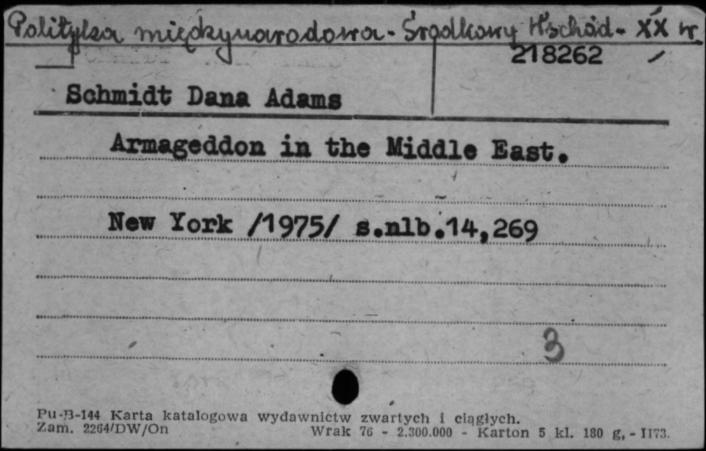 Polityka międzynarodowa - Środkowy Wschód - XX w.
218262
Schmidt Dana Adams
Armageddon in the Middle East.
New York /1975/ s.nlb.14,269
3
Pu-B-144 Karta katalogowa wydawnictw zwartych i ciągłych.
Zam. 2264/DW/On Wrak 76 - 2.300.000 - Karton 5 kl. 180 g, - II73.